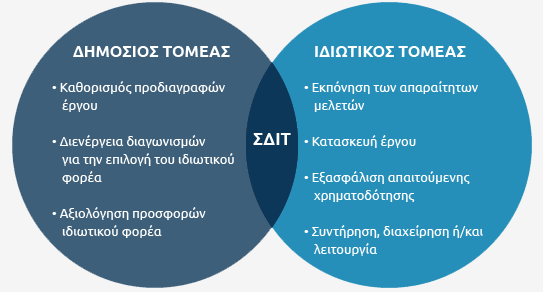 ΔΗΜΟΣΙΟΣ ΤΟΜΕΑΣ
• Καθορισμός προδιαγραφών
έργου
• Διενέργεια διαγωνισμών
για την επιλογή του ιδιωτικού
φορέα
• Αξιολόγηση προσφορών
ιδιωτικού φορέα
ΣΔΙΤ
ΙΔΙΩΤΙΚΟΣ ΤΟΜΕΑΣ
• Εκπόνηση των απαραίτητων
μελετών
• Κατασκευή έργου
• Εξασφάλιση απαιτούμενης
χρηματοδότησης
• Συντήρηση, διαχείρηση ή/και
λειτουργία